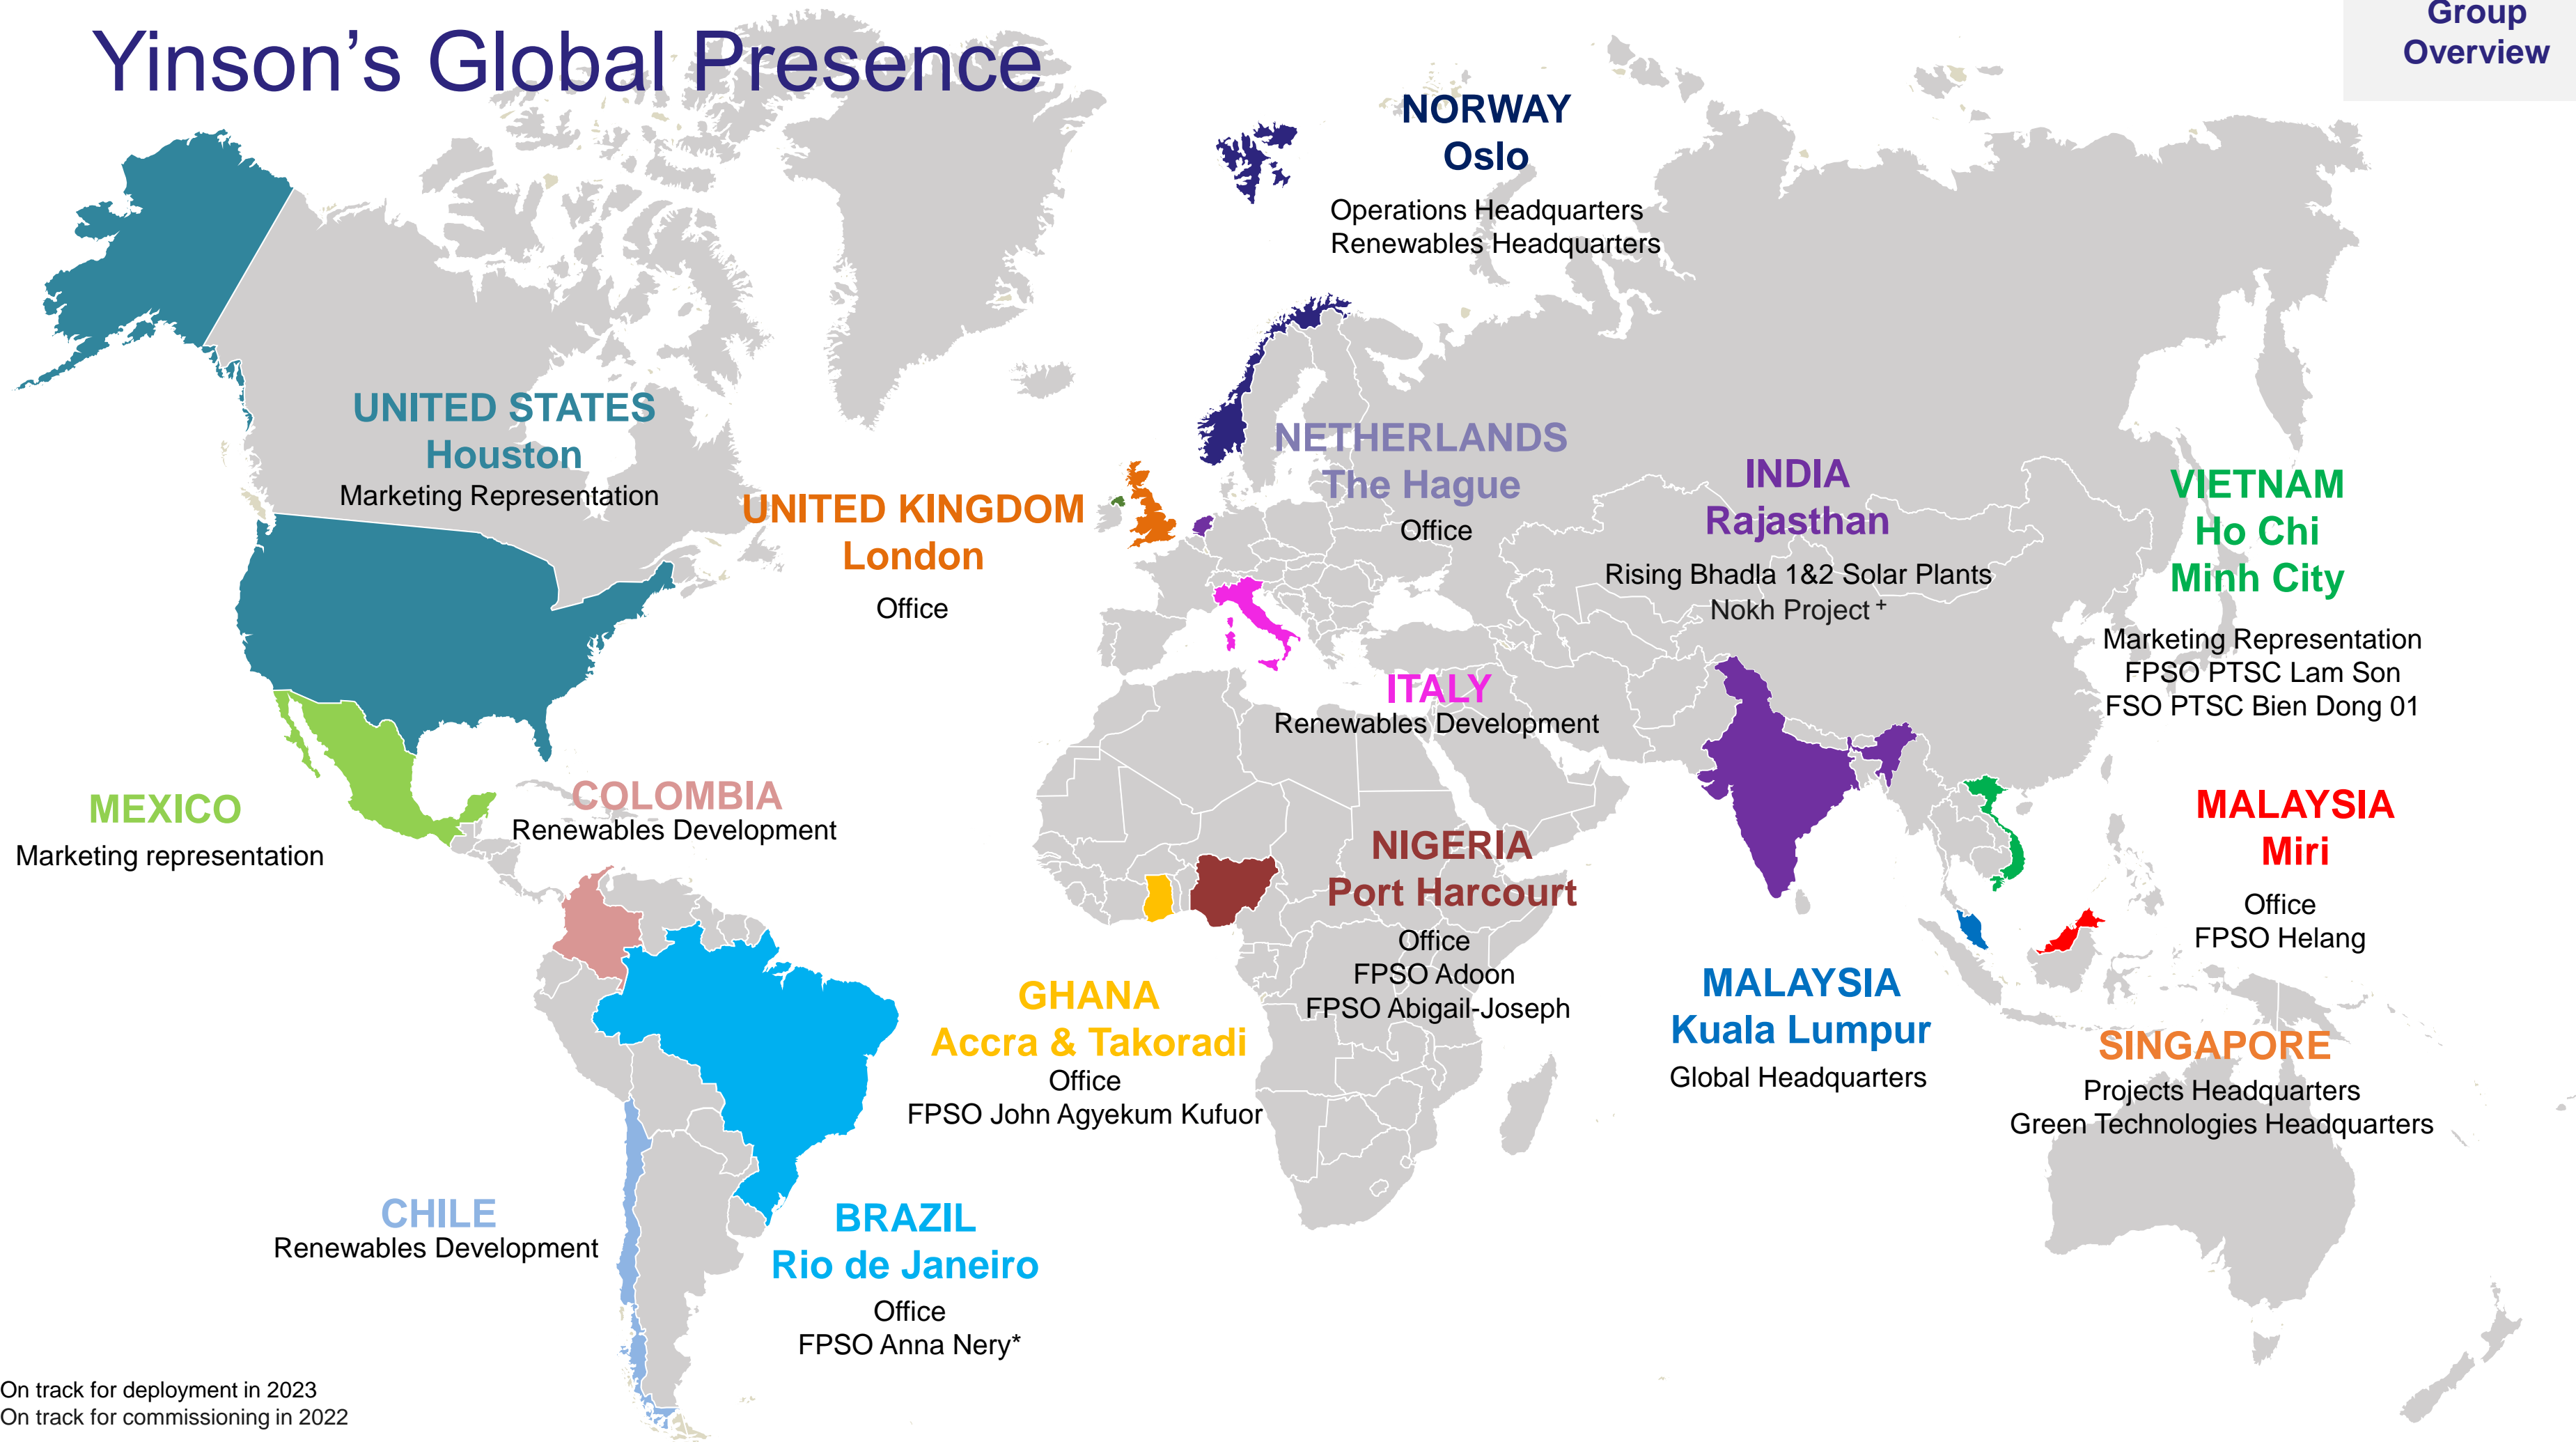 Yinson's Global Presence
Group
Overview
NORWAY
Oslo
Operations Headquarters
Renewables Headquarters
UNITED STATES
Houston
Marketing Representation
UNITED KINGDOM
London
Office
NETHERLANDS
The Hague
Office
INDIA
Rajasthan
Rising Bhadla 1&2 Solar Plants
Nokh Project +
VIETNAM
Ho Chi
Minh City
Marketing Representation
FPSO PTSC Lam Son
FSO PTSC Bien Dong 01
ITALY
Renewables Development
MEXICO
Marketing representation
COLOMBIA
Renewables Development
NIGERIA
Port Harcourt
Office
FPSO Adoon
FPSO Abigail-Joseph
MALAYSIA
Miri
Office
FPSO Helang
GHANA
Accra & Takoradi
Office
FPSO John Agyekum Kufuor
MALAYSIA
Kuala Lumpur
Global Headquarters
SINGAPORE
Projects Headquarters
Green Technologies Headquarters
CHILE
Renewables Development
BRAZIL
Rio de Janeiro
Office
FPSO Anna Nery*
On track for deployment in 2023
On track for commissioning in 2022